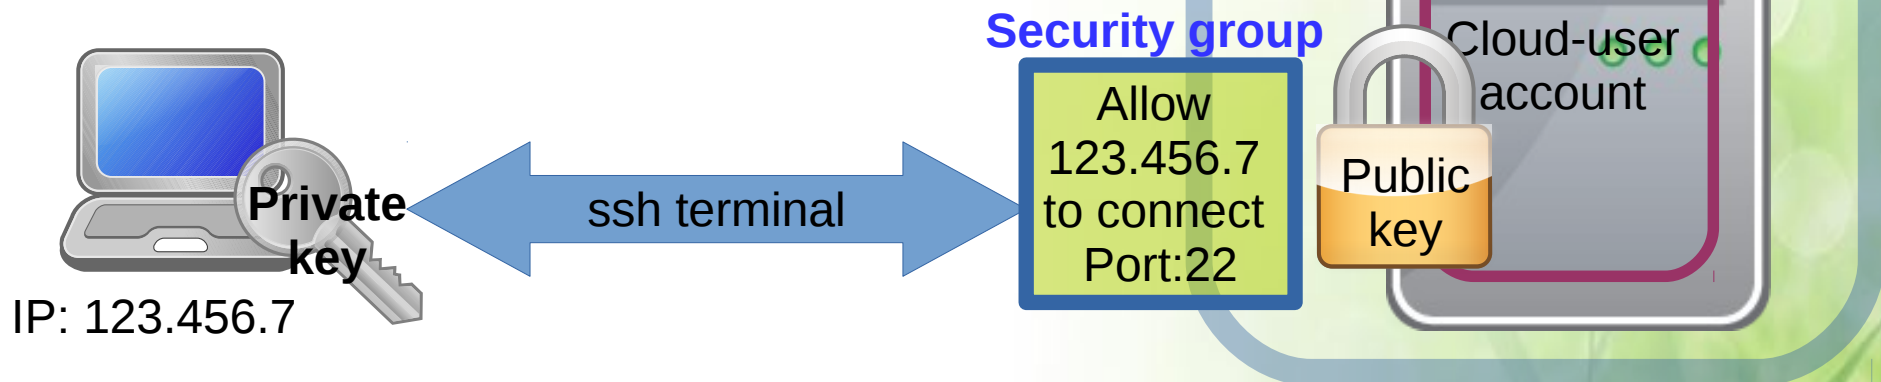 Security group
Cloud-user
account
Allow
123.456.7
to connect
Port:22
Public
key
ssh terminal
Private
key
IP: 123.456.7